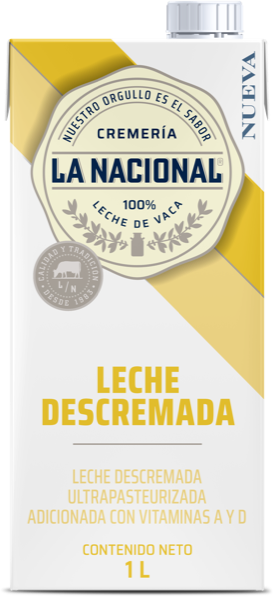 NUEVA
NUESTRO ORGULLO ES EL SABOR
CREMERÍA
LA NACIONAL®
100%
LECHE DE VACA
CALIDAD Y TRADICIÓN
L/N
DESDE 1983
LECHE
DESCREMADA
LECHE DESCREMADA
ULTRAPASTEURIZADA
ADICIONADA CON VITAMINAS A Y D
CONTENIDO NETO
1 L